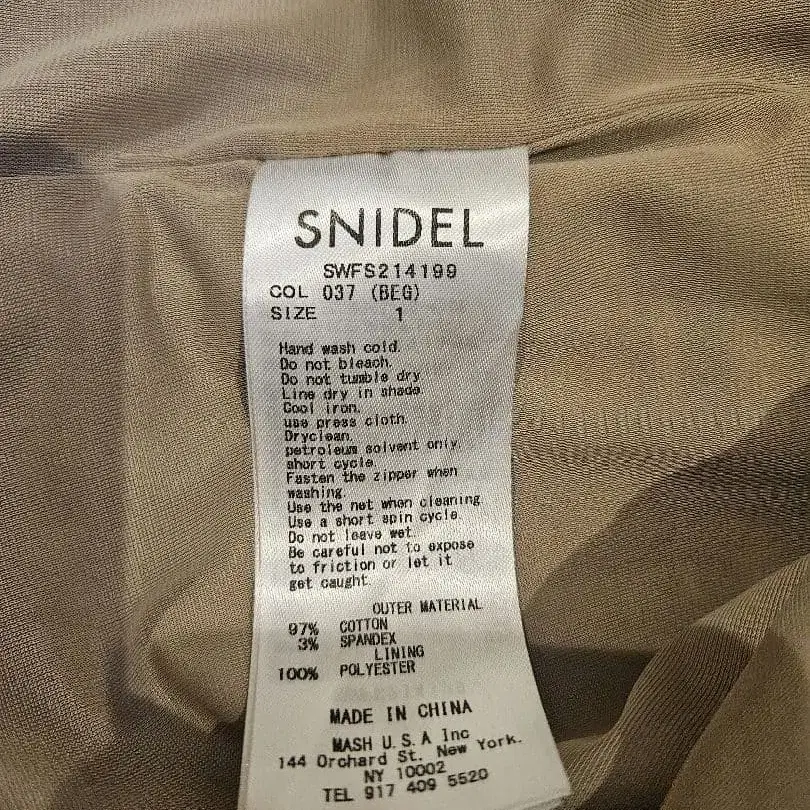 SNIDEL
SWFS214199
COL 037 (BEG)
SIZE 1
Hand wash cold.
Do not bleach.
Do not tumble dry
Line dry in shade
Cool iron.
use press cloth.
Dryclean.
petroleum solvent only.
short cycle.
Fasten the zipper when
washing.
Use the net when cleaning
Use a short spin cycle.
Do not leave wet.
Be careful not to expose
to friction or let it
get caught.
OUTER MATERIAL
97% COTTON
3% SPANDEX
LINING
100% POLYESTER
MADE IN CHINA
MASH U.S.A Inc
144 Orchard St. New York.
NY 10002
TEL 917 409 5520